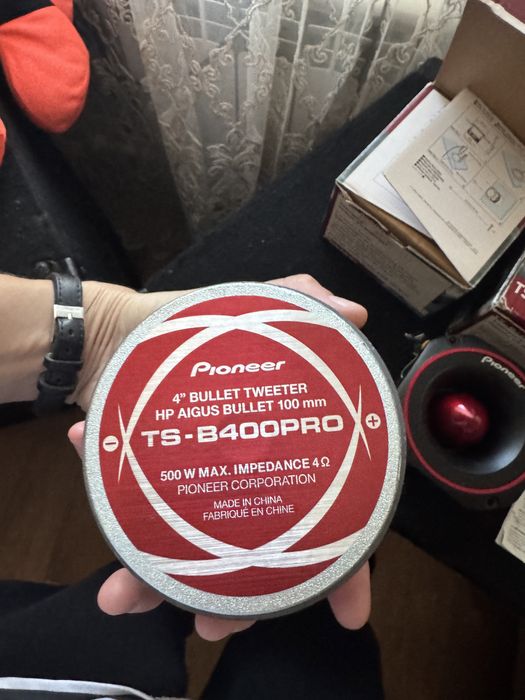 Pioneer
4" BULLET TWEETER
HP AIGUS BULLET 100 mm
TS-B400PRO
- +
500 W MAX. IMPEDANCE 4Ω
PIONEER CORPORATION
MADE IN CHINA
FABRIQUÉ EN CHINE
Pioneer